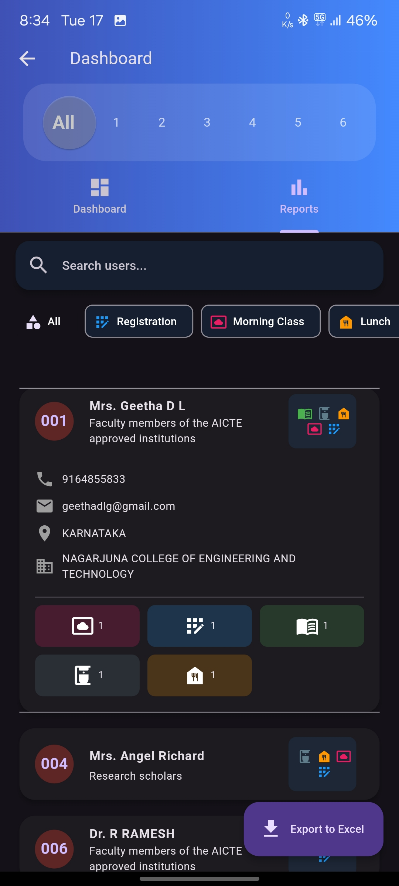 8:34 Tue 17 0 K/s 5G 46%
Dashboard
All 1 2 3 4 5 6
Dashboard Reports
Search users...
All Registration Morning Class Lunch
001
Mrs. Geetha D L
Faculty members of the AICTE
approved institutions
9164855833
geethadlg@gmail.com
KARNATAKA
NAGARJUNA COLLEGE OF ENGINEERING AND
TECHNOLOGY
1 1 1
1 1
004
Mrs. Angel Richard
Research scholars
006
Dr. R RAMESH
Faculty members of the AICTE
approved institutions
Export to Excel